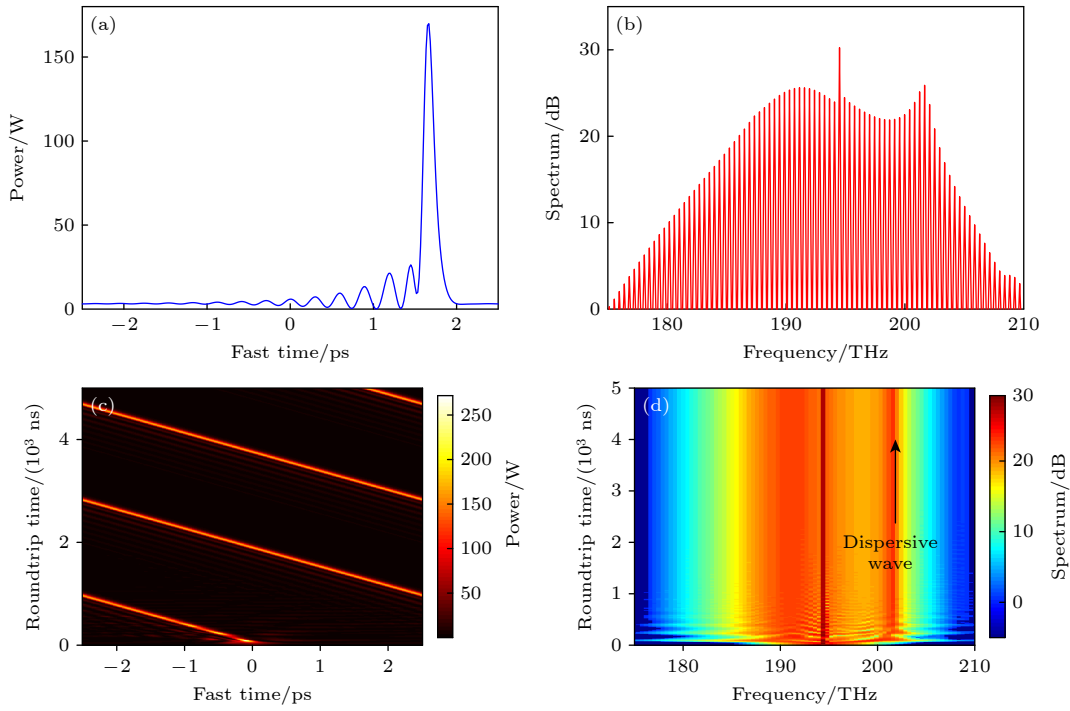 (a)
Power/W
150
100
50
0
−2
−1
0
1
2
Fast time/ps
(b)
Spectrum/dB
30
20
10
0
180
190
200
210
Frequency/THz
(c)
Roundtrip time/(10³ ns)
4
2
0
−2
−1
0
1
2
Fast time/ps
250
200
150
100
50
Power/W
(d)
Roundtrip time/(10³ ns)
5
4
3
2
1
0
Dispersive
wave
180
190
200
210
Frequency/THz
30
20
10
0
Spectrum/dB